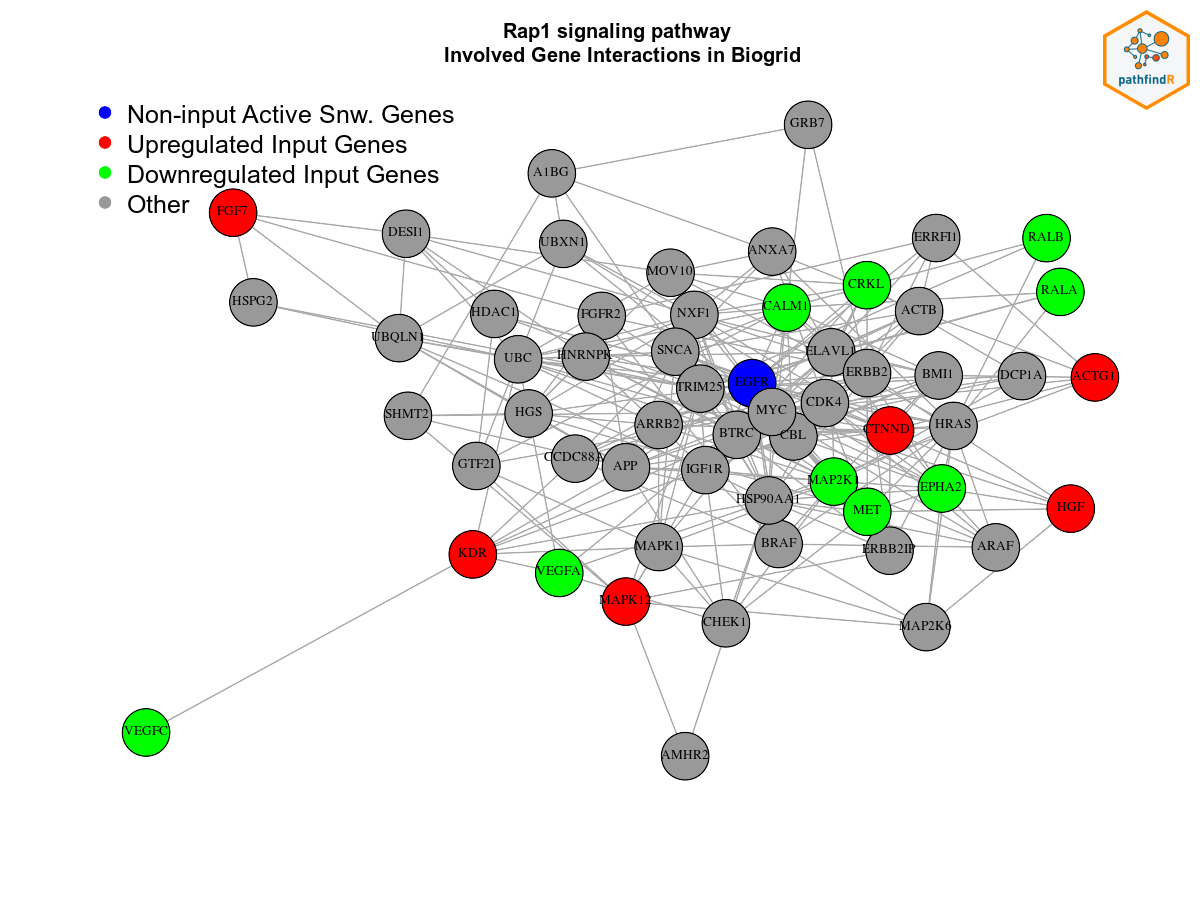 Rap1 signaling pathway
Involved Gene Interactions in Biogrid
pathfindR
Non-input Active Snw. Genes
Upregulated Input Genes
Downregulated Input Genes
Other
GRB7
A1BG
FGF7
DESI1
UBXN1
ANXA7
ERRFI1
RALB
MOV10
CRKL
RALA
HSPG2
HDAC1
FGFR2
NXF1
CALM1
ACTB
UBQLN1
UBC
HNRNPK
SNCA
ELAVL1
ERBB2
BMI1
DCP1A
ACTG1
TRIM25
EGFR
SHMT2
HGS
MYC
CDK4
ARRB2
BTRC
CBL
CTNND
HRAS
GTF2I
CCDC88A
APP
IGF1R
MAP2K1
EPHA2
HSP90AA1
MET
HGF
KDR
VEGFA
MAPK1
BRAF
ERBB2IP
ARAF
MAPK12
CHEK1
MAP2K6
VEGFC
AMHR2